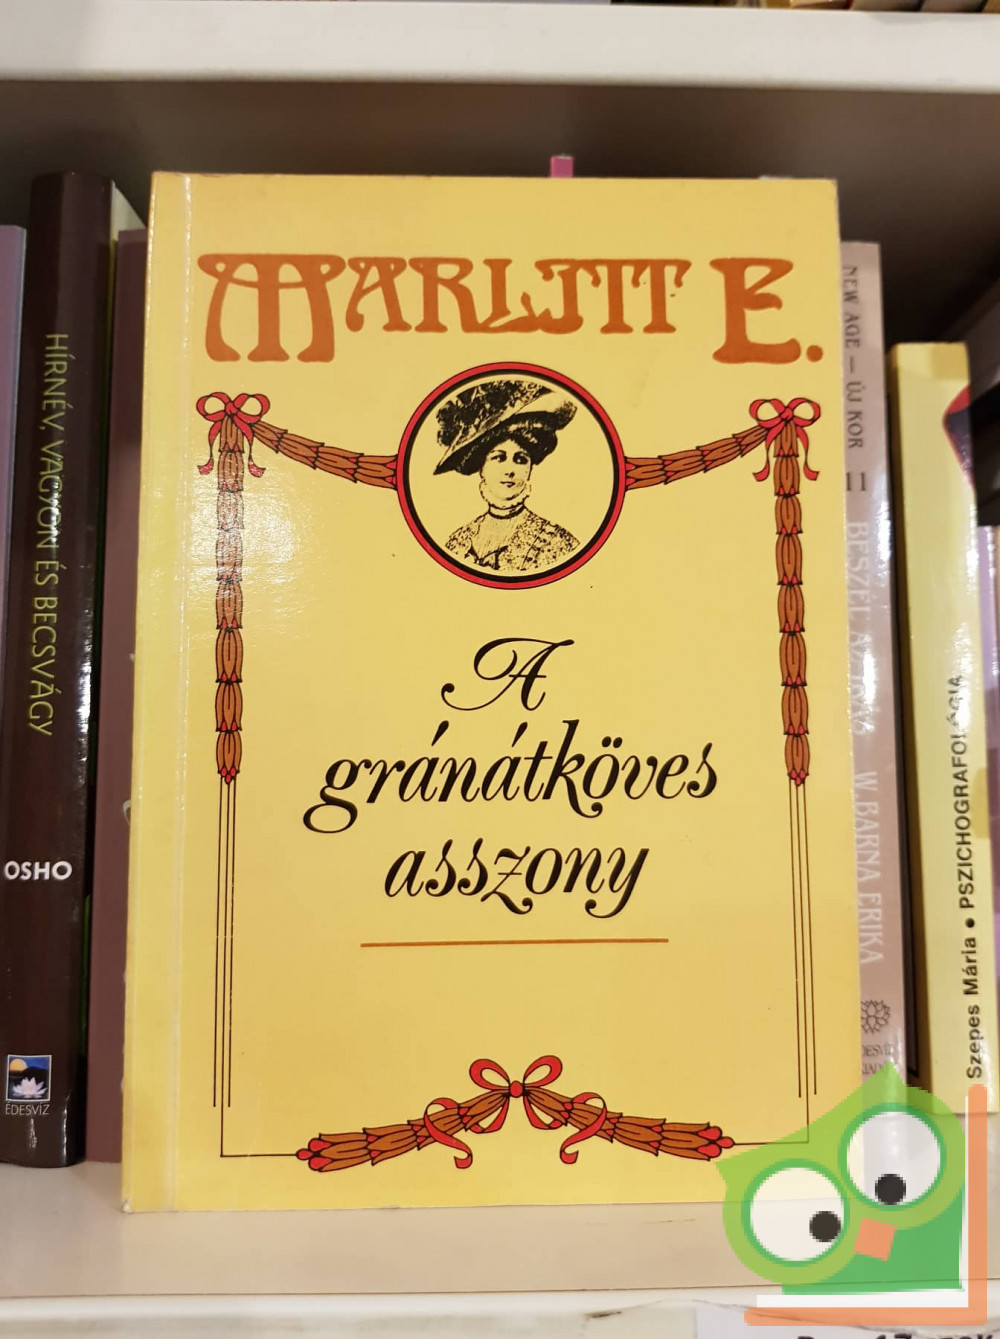 MARLITT E.
A
gránátköves
asszony
HÍRNÉV, VAGYON ÉS BECSVÁGY
OSHO
ÉDESVÍZ
NEW AGE – ÚJ KOR
11
BESZÉL
W. BARNA ERIKA
Szepes Mária • PSZICHOGRAFOLÓGIA